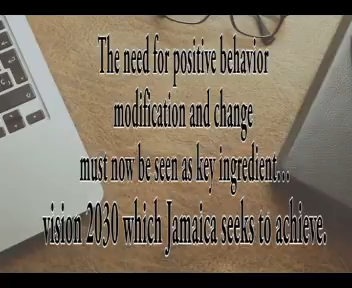 The need for positive behavior
modification and change
must now be seen as key ingredient...
vision 2030 which Jamaica seeks to achieve.